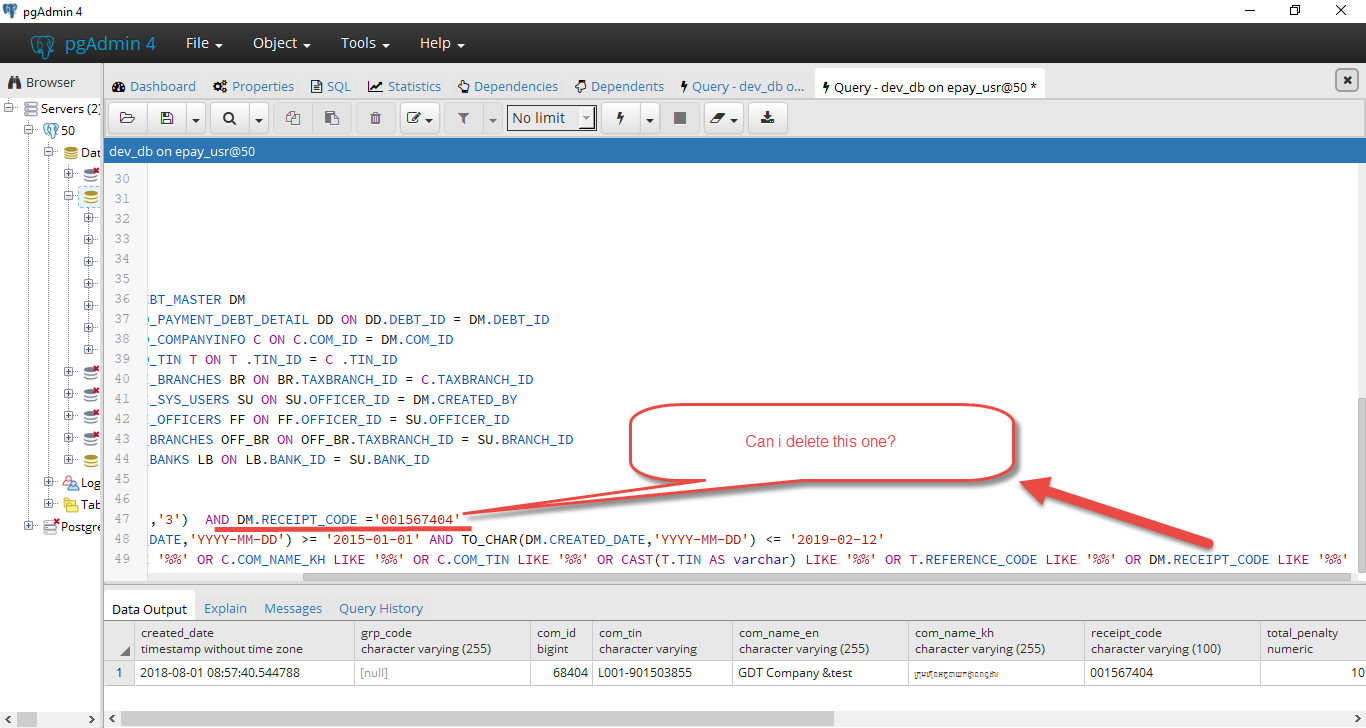 pgAdmin 4
pgAdmin 4 File Object Tools Help
Browser
Dashboard Properties SQL Statistics Dependencies Dependents Query - dev_db o... Query - dev_db on epay_usr@50 *
Servers (2)
50
Dat
Log
Tab
Postgre
No limit
dev_db on epay_usr@50
30
31
32
33
34
35
36 EBT_MASTER DM
37 O_PAYMENT_DEBT_DETAIL DD ON DD.DEBT_ID = DM.DEBT_ID
38 O_COMPANYINFO C ON C.COM_ID = DM.COM_ID
39 O_TIN T ON T .TIN_ID = C .TIN_ID
40 _BRANCHES BR ON BR.TAXBRANCH_ID = C.TAXBRANCH_ID
41 _SYS_USERS SU ON SU.OFFICER_ID = DM.CREATED_BY
42 _OFFICERS FF ON FF.OFFICER_ID = SU.OFFICER_ID
43 BRANCHES OFF_BR ON OFF_BR.TAXBRANCH_ID = SU.BRANCH_ID
44 _BANKS LB ON LB.BANK_ID = SU.BANK_ID
45
46
47 ,'3') AND DM.RECEIPT_CODE ='001567404'
48 _DATE,'YYYY-MM-DD') >= '2015-01-01' AND TO_CHAR(DM.CREATED_DATE,'YYYY-MM-DD') <= '2019-02-12'
49 '%%' OR C.COM_NAME_KH LIKE '%%' OR C.COM_TIN LIKE '%%' OR CAST(T.TIN AS varchar) LIKE '%%' OR T.REFERENCE_CODE LIKE '%%' OR DM.RECEIPT_CODE LIKE '%%'
Can i delete this one?
Data Output Explain Messages Query History
created_date grp_code com_id com_tin com_name_en com_name_kh receipt_code total_penalty
timestamp without time zone character varying (255) bigint character varying character varying (255) character varying (255) character varying (100) numeric
1 2018-08-01 08:57:40.544788 [null] 68404 L001-901503855 GDT Company &test 001567404 10